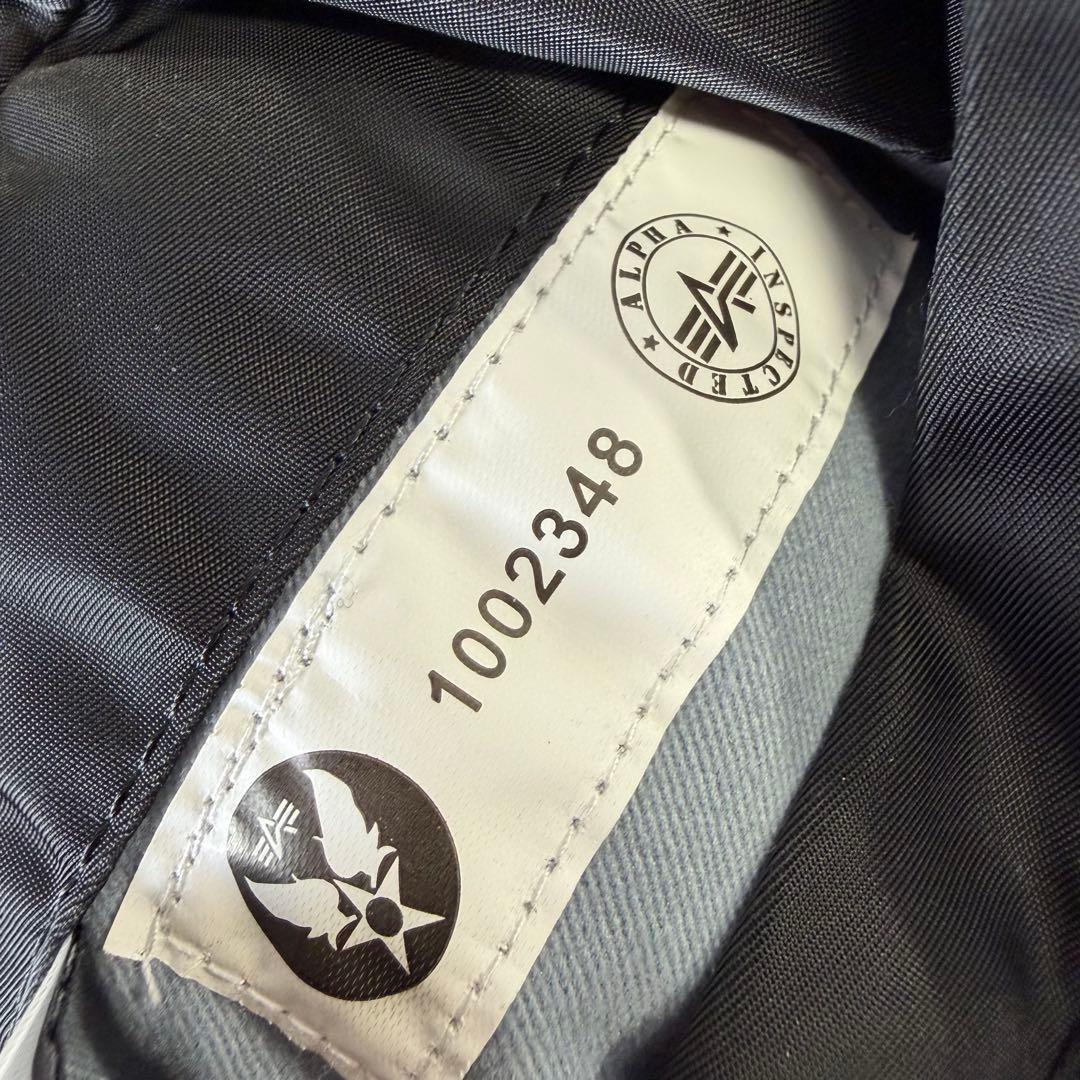 ALPHA ★ INSPECTED ★
1002348